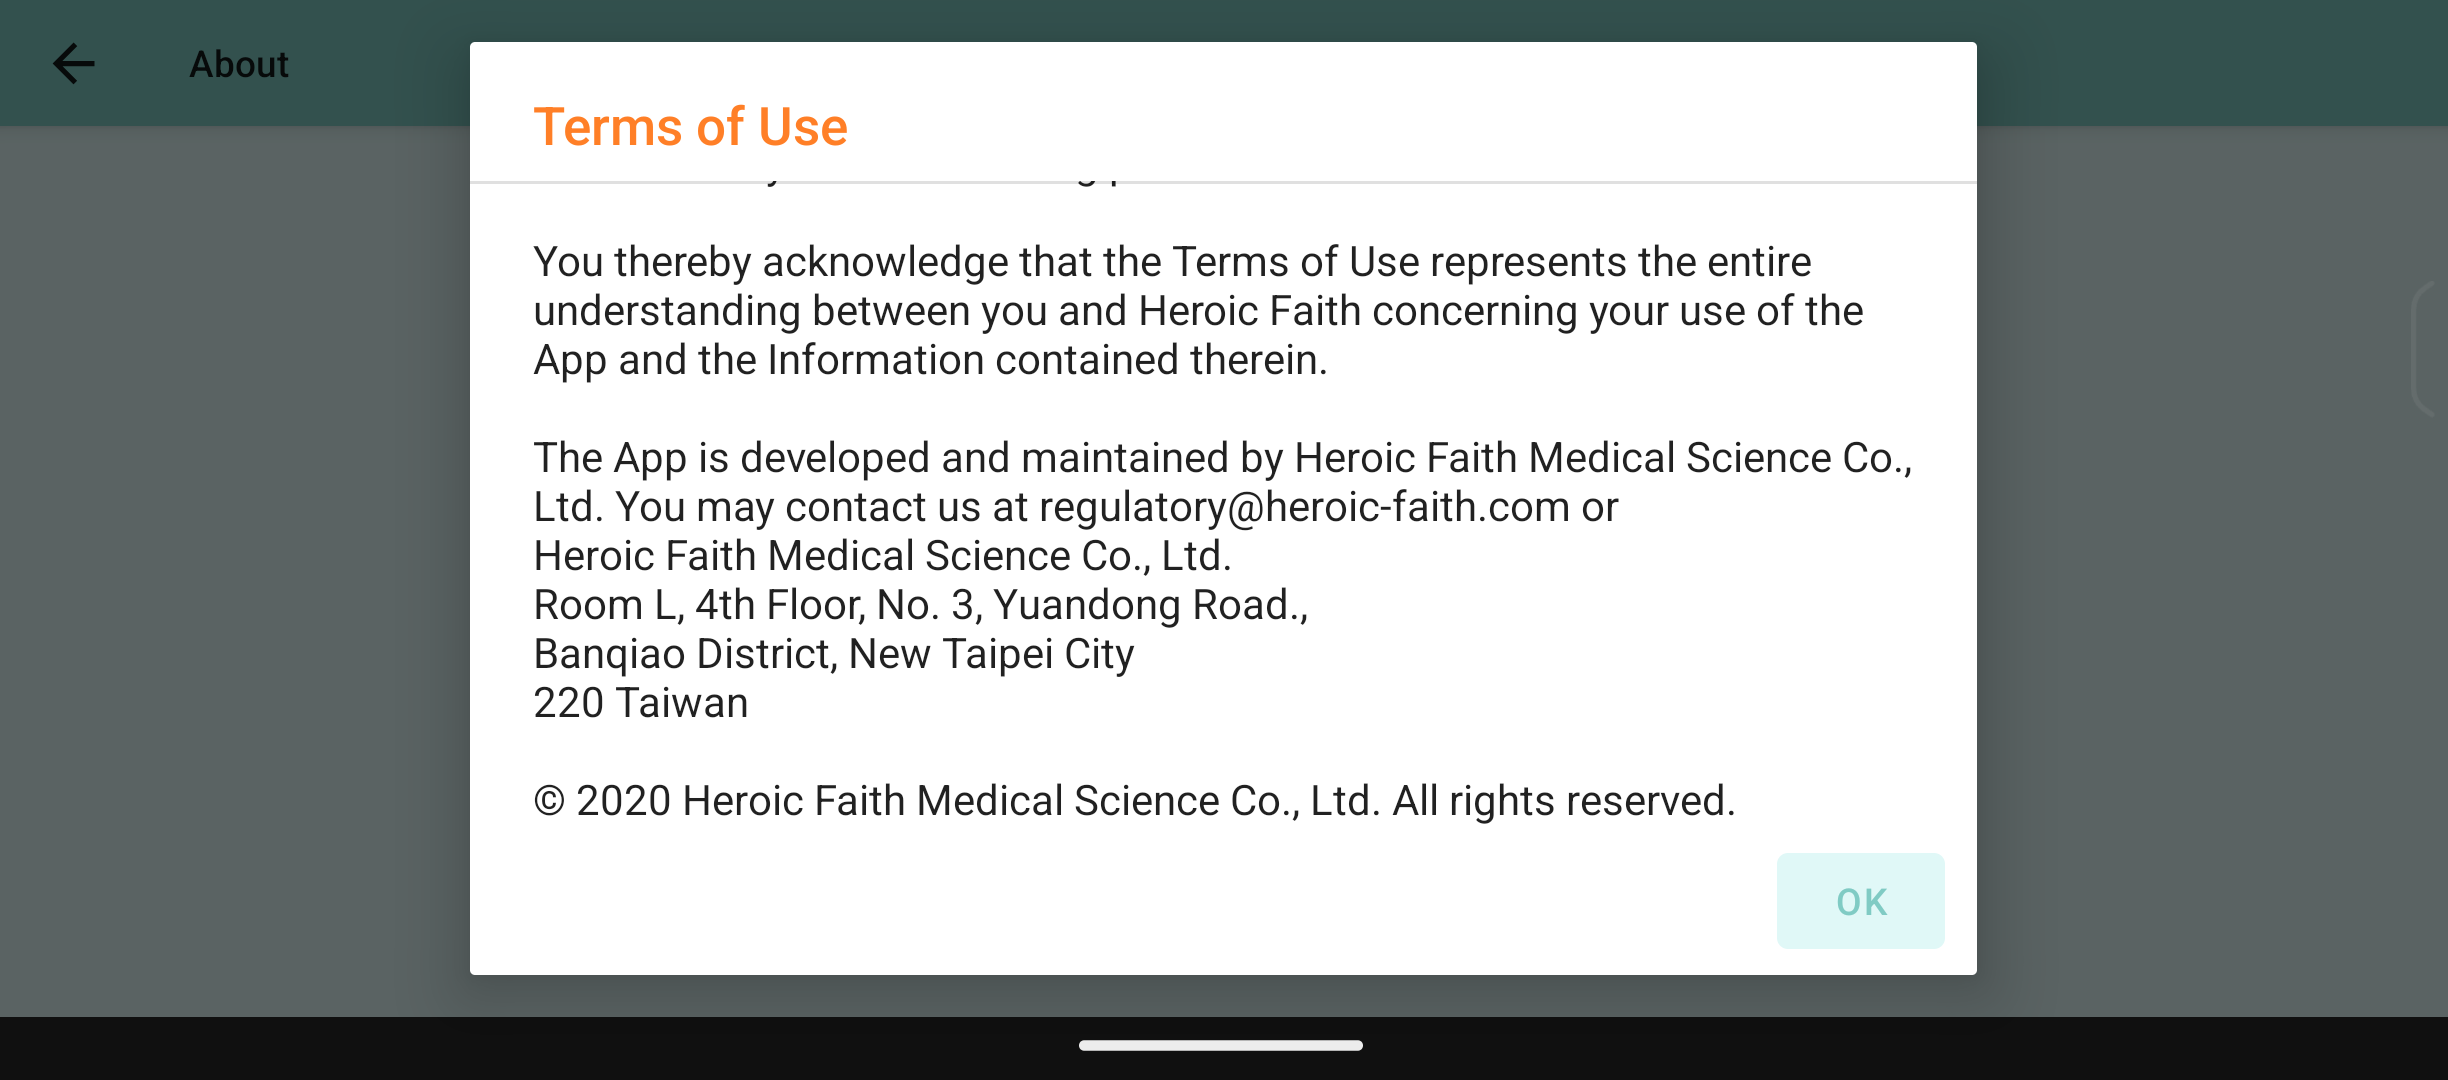 About
Terms of Use
You thereby acknowledge that the Terms of Use represents the entire
understanding between you and Heroic Faith concerning your use of the
App and the Information contained therein.
The App is developed and maintained by Heroic Faith Medical Science Co.,
Ltd. You may contact us at regulatory@heroic-faith.com or
Heroic Faith Medical Science Co., Ltd.
Room L, 4th Floor, No. 3, Yuandong Road.,
Banqiao District, New Taipei City
220 Taiwan
© 2020 Heroic Faith Medical Science Co., Ltd. All rights reserved.
OK